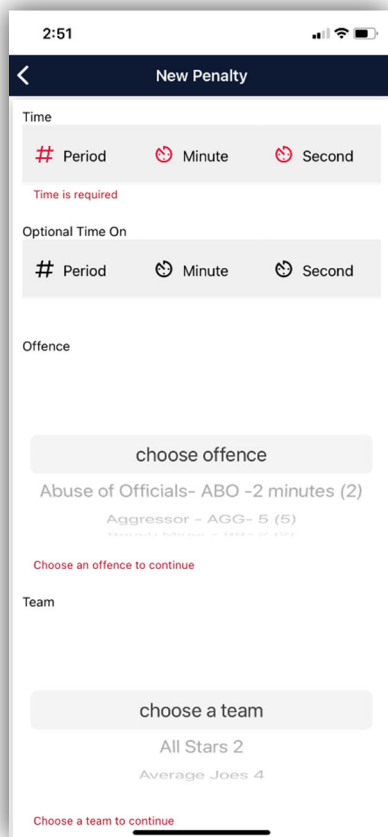 2:51
New Penalty
Time
# Period Minute Second
Time is required
Optional Time On
# Period Minute Second
Offence
choose offence
Abuse of Officials- ABO -2 minutes (2)
Aggressor - AGG- 5 (5)
Choose an offence to continue
Team
choose a team
All Stars 2
Average Joes 4
Choose a team to continue